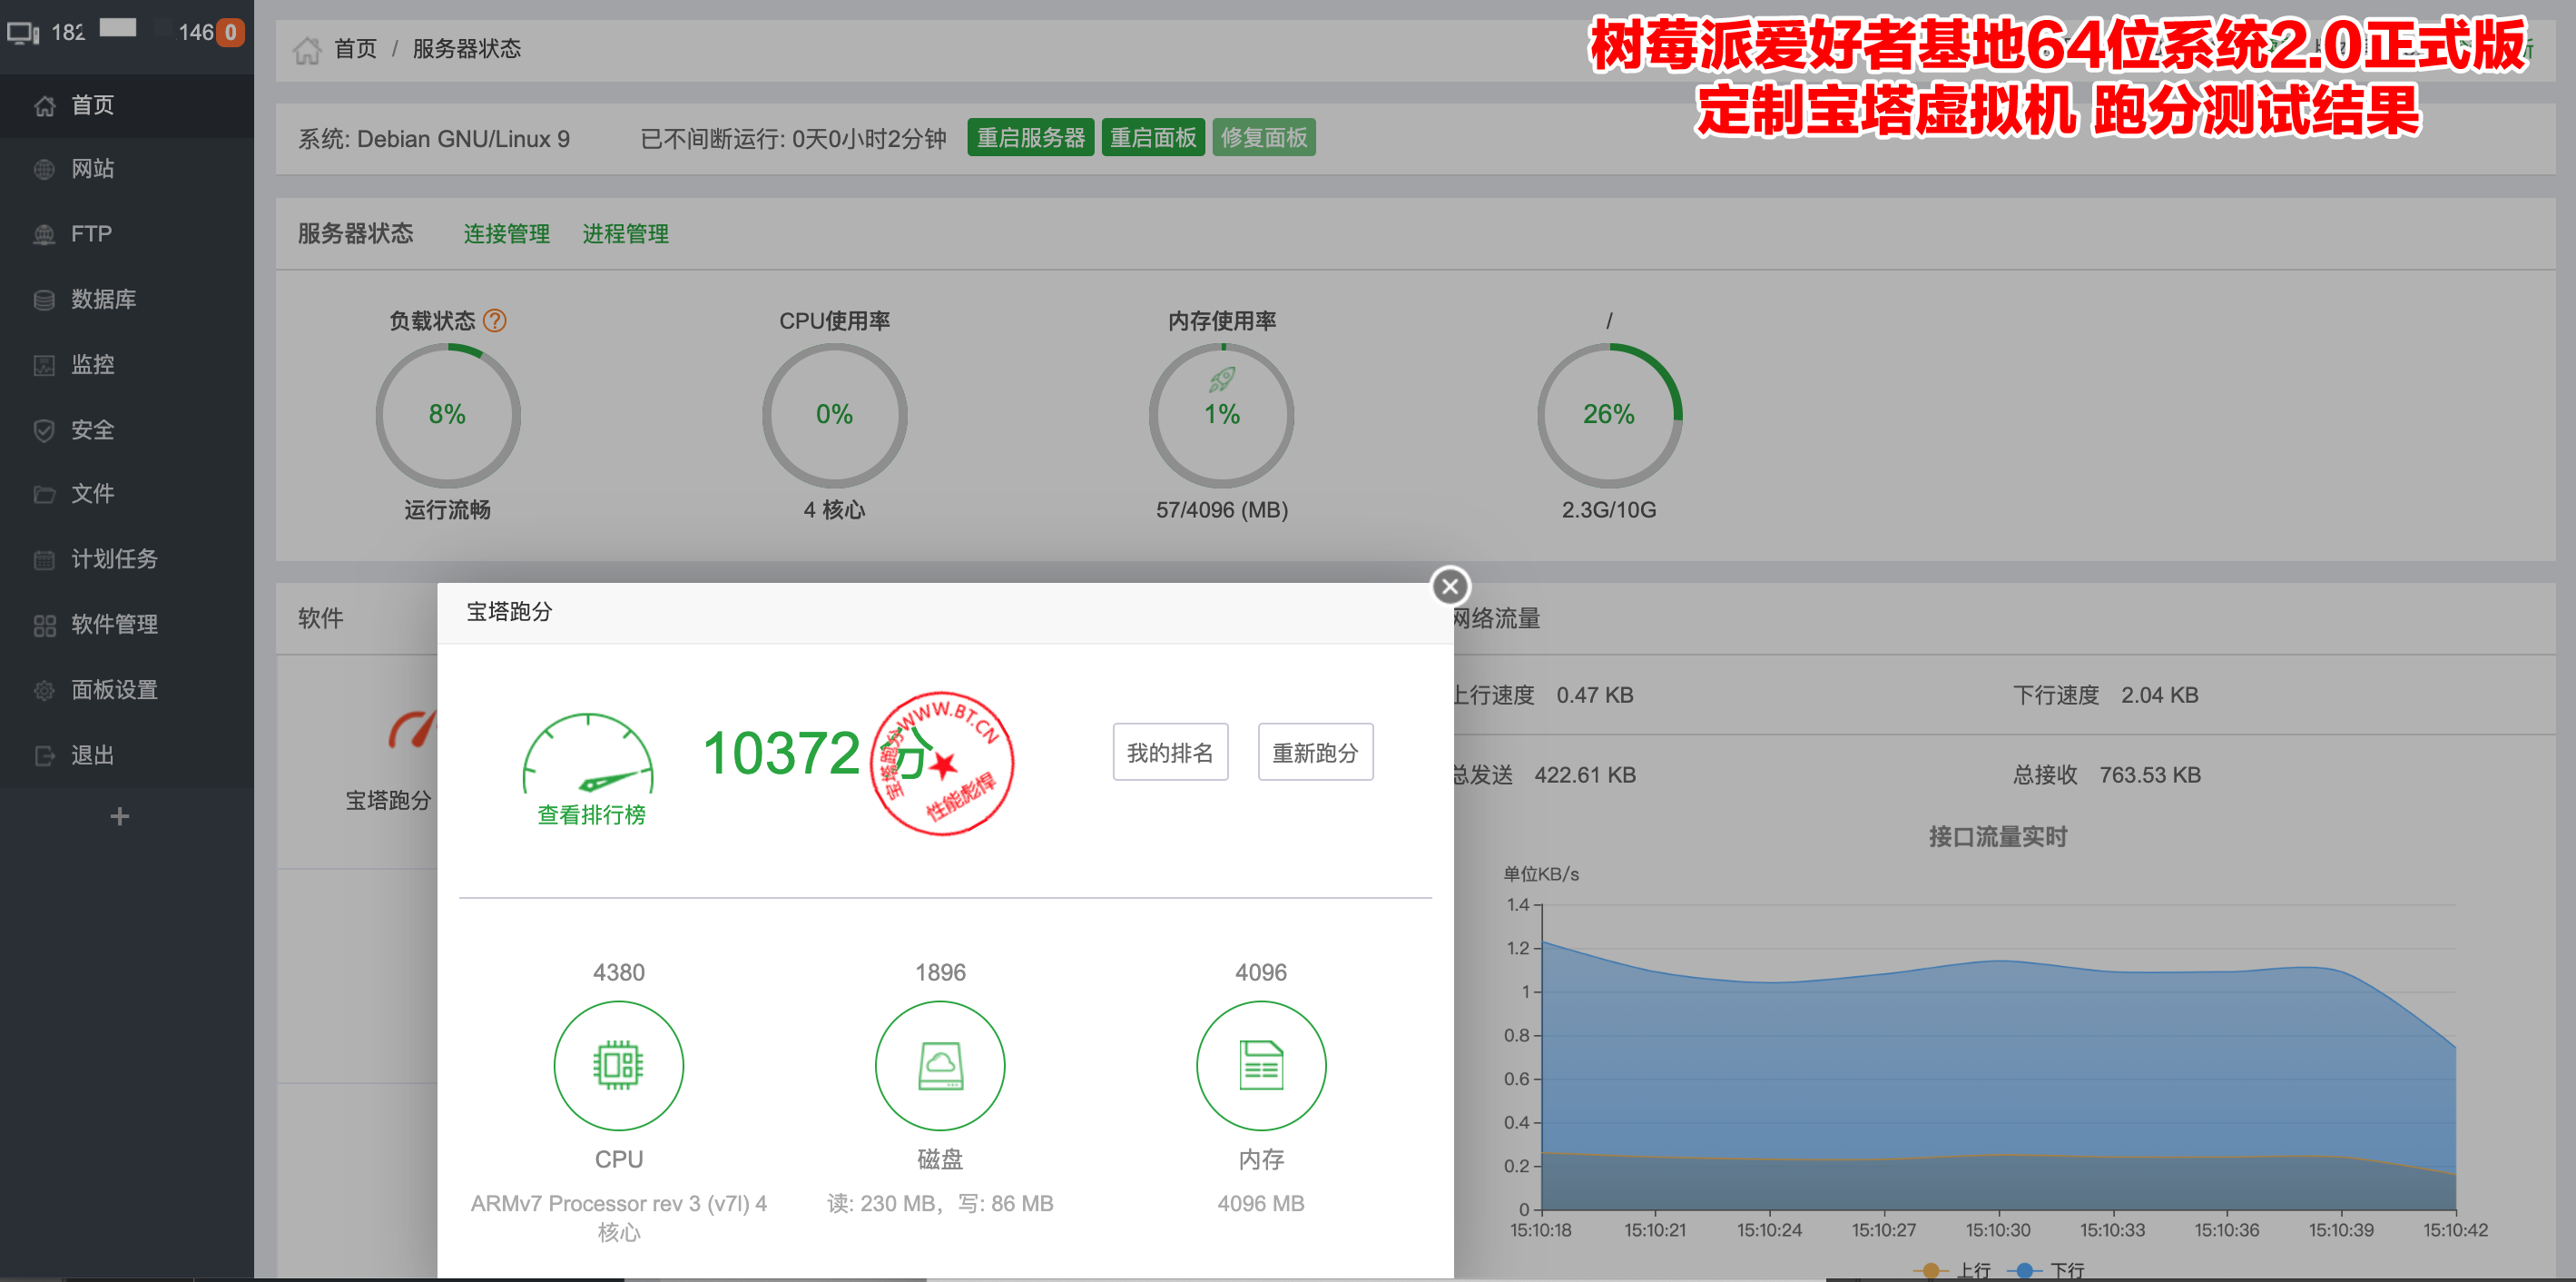 182
146
0
首页
网站
FTP
数据库
监控
安全
文件
计划任务
软件管理
面板设置
退出
+
首页 / 服务器状态
树莓派爱好者基地64位系统2.0正式版
定制宝塔虚拟机 跑分测试结果
系统: Debian GNU/Linux 9
已不间断运行: 0天0小时2分钟
重启服务器
重启面板
修复面板
服务器状态
连接管理
进程管理
负载状态 ?
CPU使用率
内存使用率
/
8%
0%
1%
26%
运行流畅
4 核心
57/4096 (MB)
2.3G/10G
软件
宝塔跑分
宝塔跑分
10372 分
宝塔跑分WWW.BT.CN
性能彪悍
查看排行榜
我的排名
重新跑分
4380
1896
4096
CPU
磁盘
内存
ARMv7 Processor rev 3 (v7l) 4
核心
读: 230 MB，写: 86 MB
4096 MB
网络流量
上行速度 0.47 KB
下行速度 2.04 KB
总发送 422.61 KB
总接收 763.53 KB
接口流量实时
单位KB/s
1.4
1.2
1
0.8
0.6
0.4
0.2
0
15:10:18 15:10:21 15:10:24 15:10:27 15:10:30 15:10:33 15:10:36 15:10:39 15:10:42
上行 下行